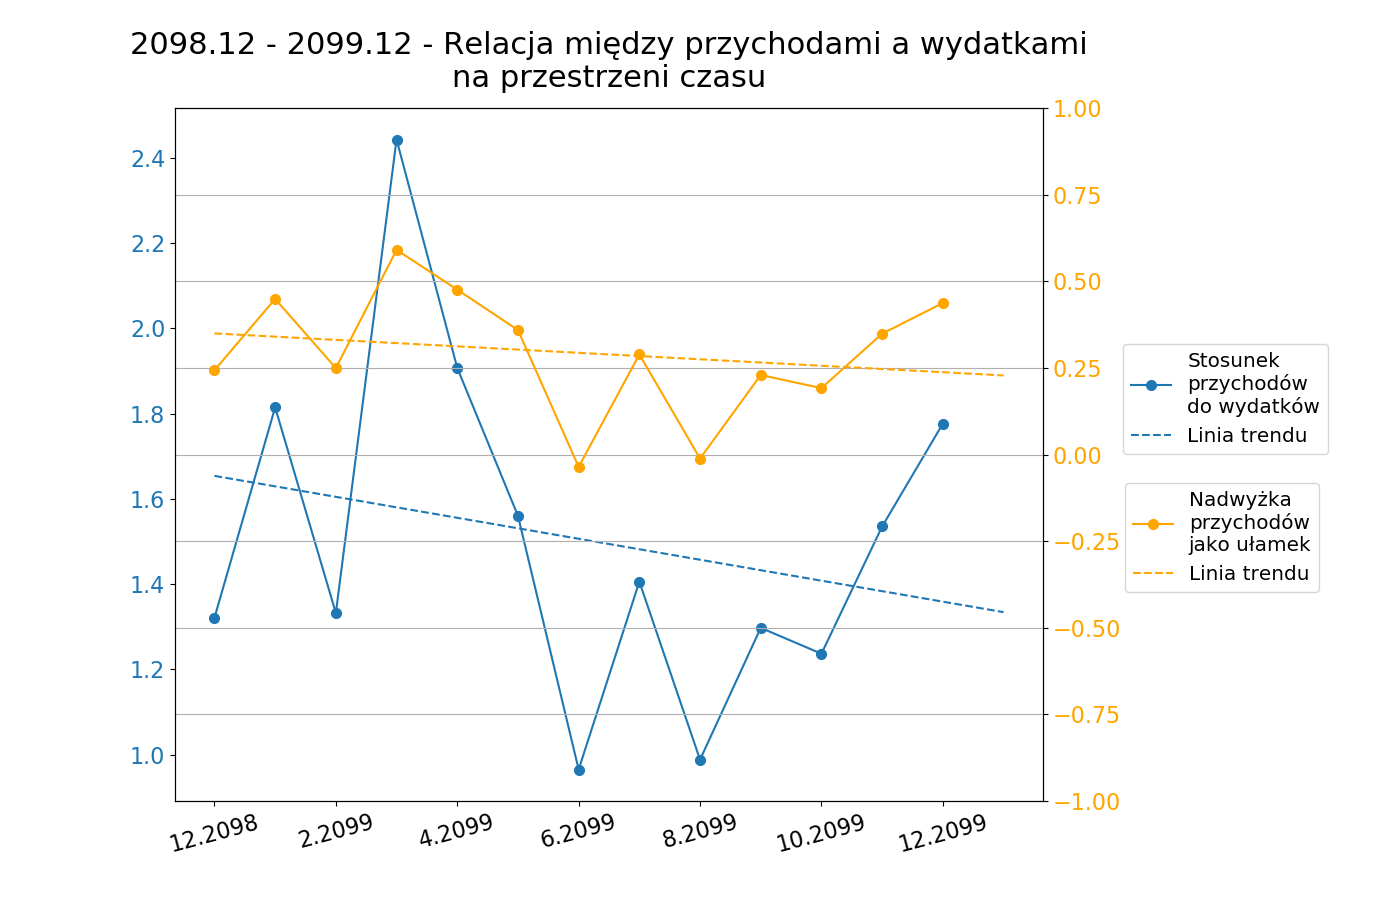 2098.12 - 2099.12 - Relacja między przychodami a wydatkami
na przestrzeni czasu
2.4
2.2
2.0
1.8
1.6
1.4
1.2
1.0
1.00
0.75
0.50
0.25
0.00
−0.25
−0.50
−0.75
−1.00
12.2098
2.2099
4.2099
6.2099
8.2099
10.2099
12.2099
Stosunek
przychodów
do wydatków
Linia trendu
Nadwyżka
przychodów
jako ułamek
Linia trendu